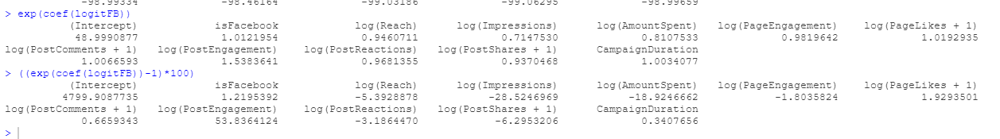 -98.99334 -98.46164 -99.03186 -99.06295 -98.99659
> exp(coef(logitFB))
(Intercept) isFacebook log(Reach) log(Impressions) log(AmountSpent) log(PageEngagement) log(PageLikes + 1)
48.9990877 1.0121954 0.9460711 0.7147530 0.8107533 0.9819642 1.0192935
log(PostComments + 1) log(PostEngagement) log(PostReactions) log(PostShares + 1) CampaignDuration
1.0066593 1.5383641 0.9681355 0.9370468 1.0034077
> ((exp(coef(logitFB))-1)*100)
(Intercept) isFacebook log(Reach) log(Impressions) log(AmountSpent) log(PageEngagement) log(PageLikes + 1)
4799.9087735 1.2195392 -5.3928878 -28.5246969 -18.9246662 -1.8035824 1.9293501
log(PostComments + 1) log(PostEngagement) log(PostReactions) log(PostShares + 1) CampaignDuration
0.6659343 53.8364124 -3.1864470 -6.2953206 0.3407656
>